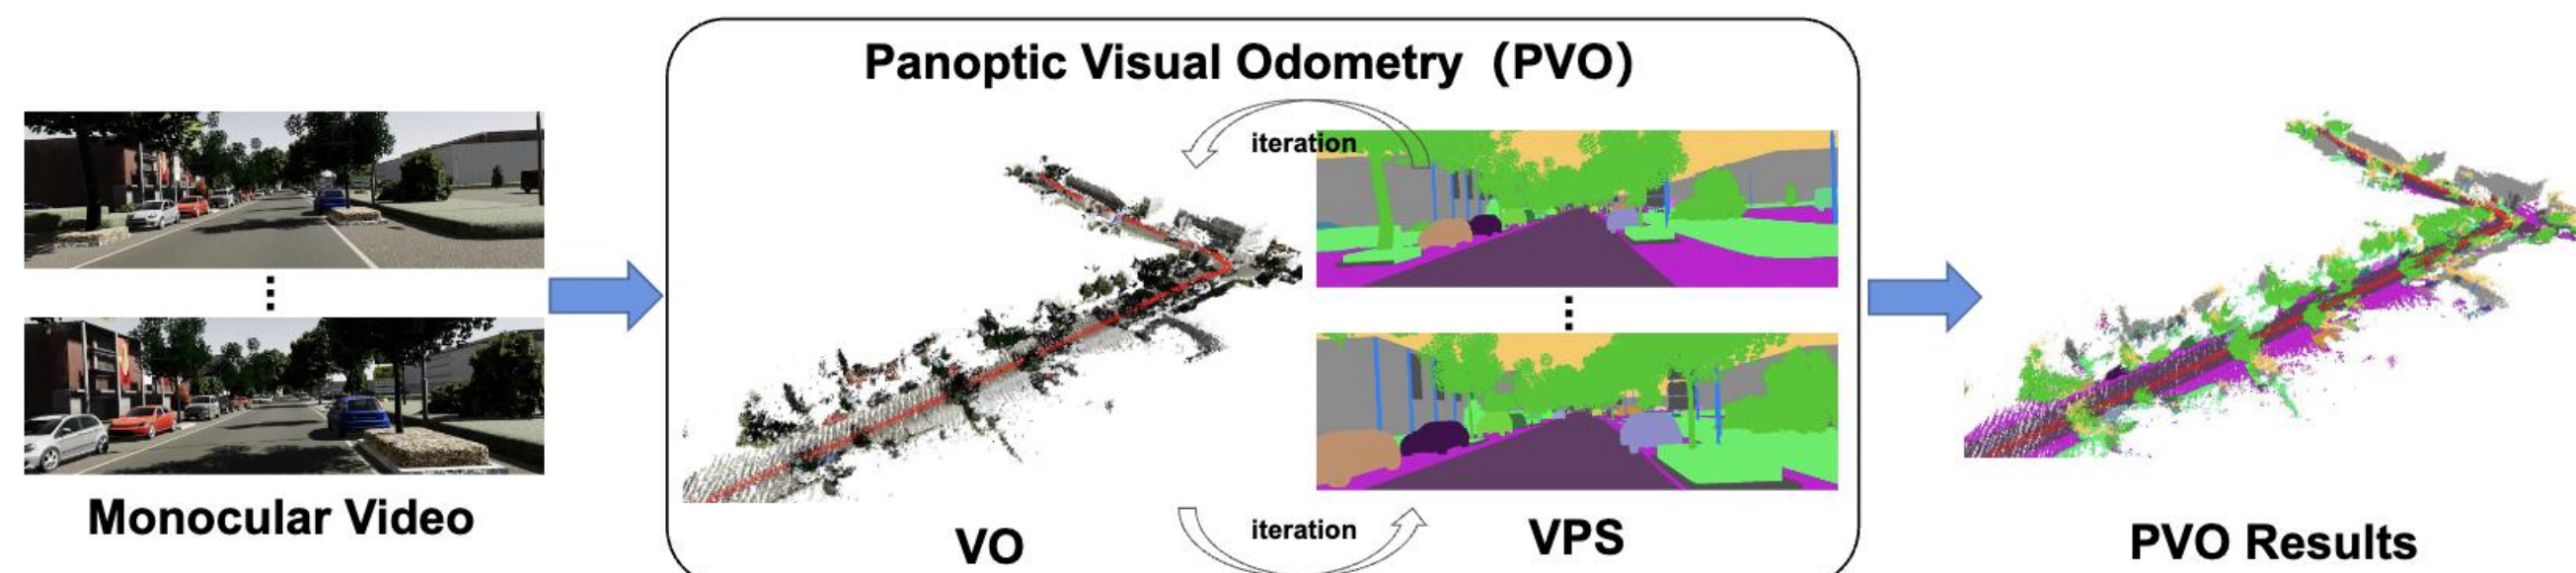 Panoptic Visual Odometry（PVO）
iteration
Monocular Video
VO
iteration
VPS
PVO Results